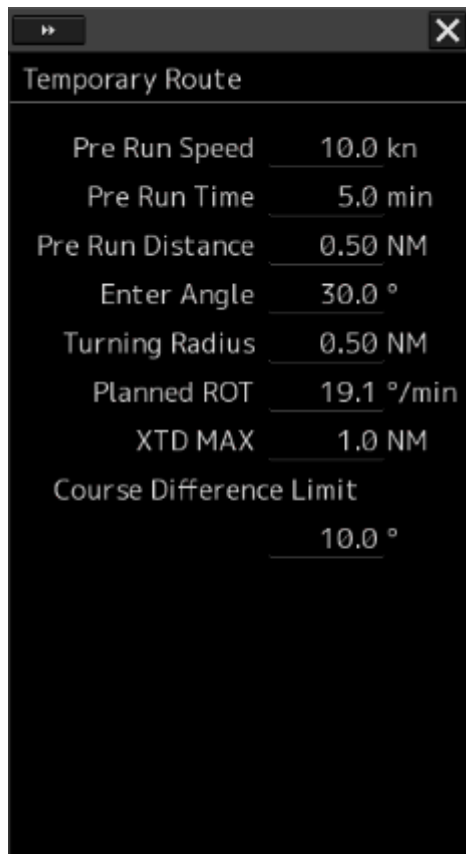 Temporary Route
Pre Run Speed 10.0 kn
Pre Run Time 5.0 min
Pre Run Distance 0.50 NM
Enter Angle 30.0 °
Turning Radius 0.50 NM
Planned ROT 19.1 °/min
XTD MAX 1.0 NM
Course Difference Limit
10.0 °